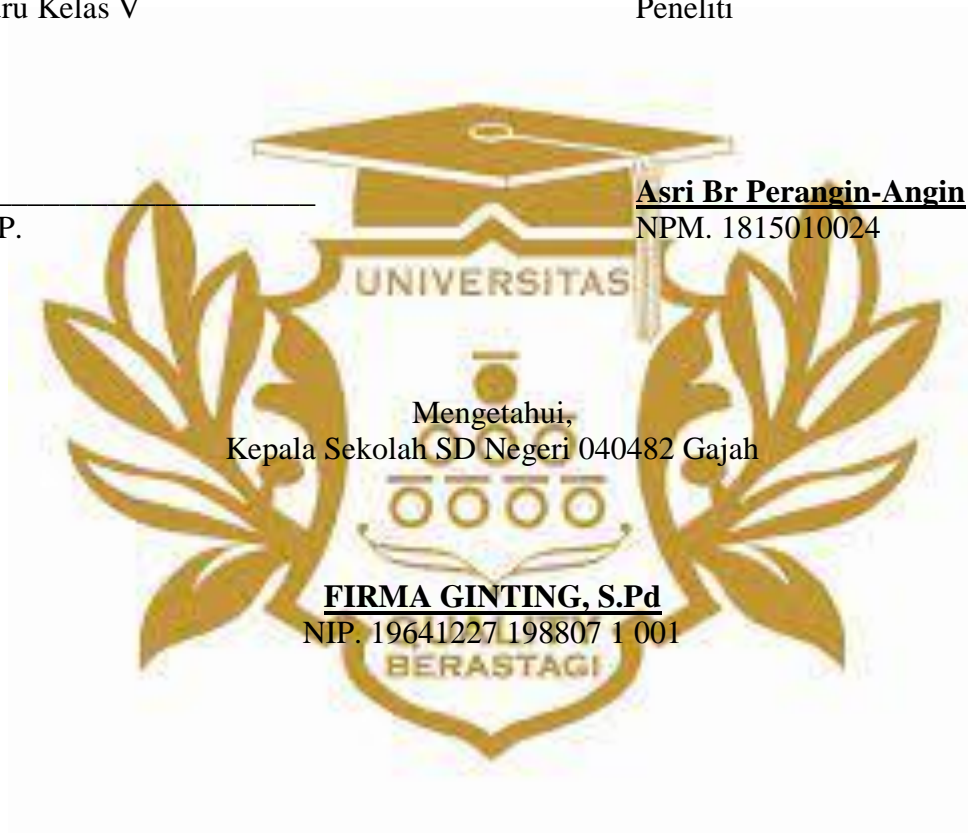 ru Kelas V Peneliti
Asri Br Perangin-Angin
P. NPM. 1815010024
UNIVERSITAS
Mengetahui,
Kepala Sekolah SD Negeri 040482 Gajah
FIRMA GINTING, S.Pd
NIP. 19641227 198807 1 001
BERASTAGI